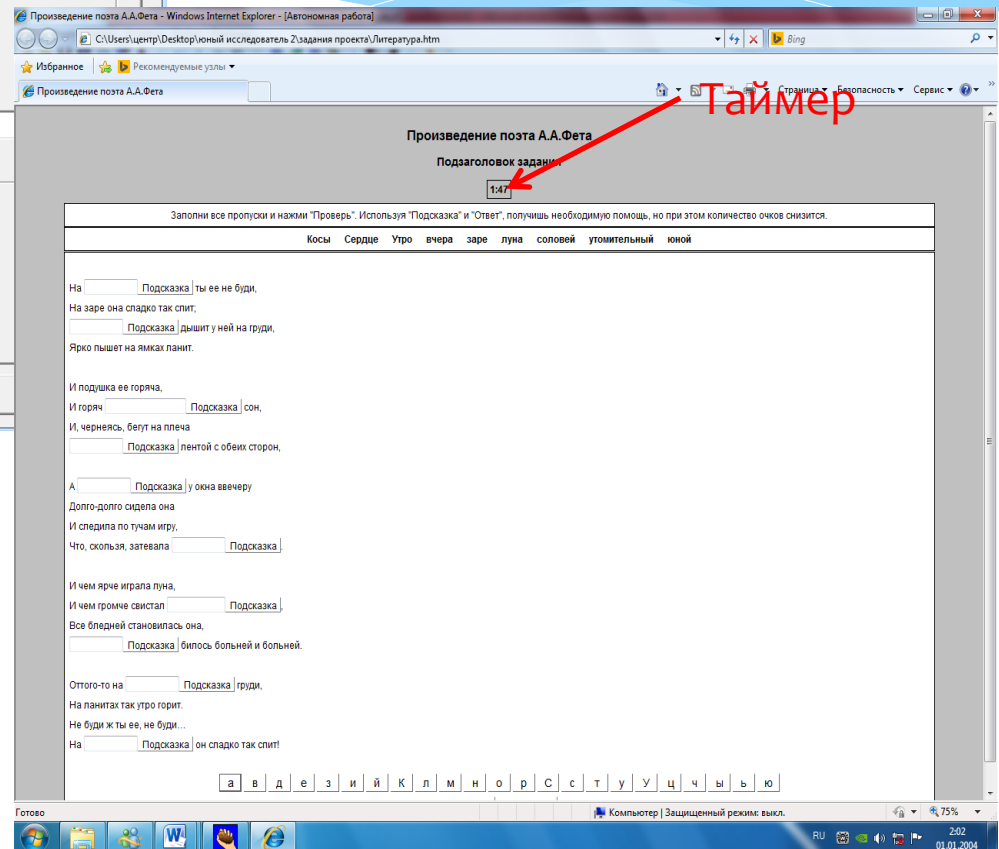 Произведение поэта А.А.Фета - Windows Internet Explorer - [Автономная работа]
C:\Users\центр\Desktop\юный исследователь 2\задания проекта\Литература.htm
Bing
Избранное Рекомендуемые узлы
Произведение поэта А.А.Фета
Страница Безопасность Сервис
Таймер
Произведение поэта А.А.Фета
Подзаголовок задания
1:47
Заполни все пропуски и нажми "Проверь". Используя "Подсказка" и "Ответ", получишь необходимую помощь, но при этом количество очков снизится.
Косы Сердце Утро вчера заре луна соловей утомительный юной
На Подсказка ты ее не буди,
На заре она сладко так спит;
Подсказка дышит у ней на груди,
Ярко пышет на ямках ланит.
И подушка ее горяча,
И горяч Подсказка сон,
И, чернеясь, бегут на плеча
Подсказка лентой с обеих сторон,
А Подсказка у окна ввечеру
Долго-долго сидела она
И следила по тучам игру,
Что, скользя, затевала Подсказка .
И чем ярче играла луна,
И чем громче свистал Подсказка ,
Все бледней становилась она,
Подсказка билось больней и больней.
Оттого-то на Подсказка груди,
На ланитах так утро горит.
Не буди ж ты ее, не буди...
На Подсказка он сладко так спит!
а в д е з и й К л м н о р С с т у У ц ч ы ь ю
Готово
Компьютер | Защищенный режим: выкл.
75%
RU
2:02
01.01.2004